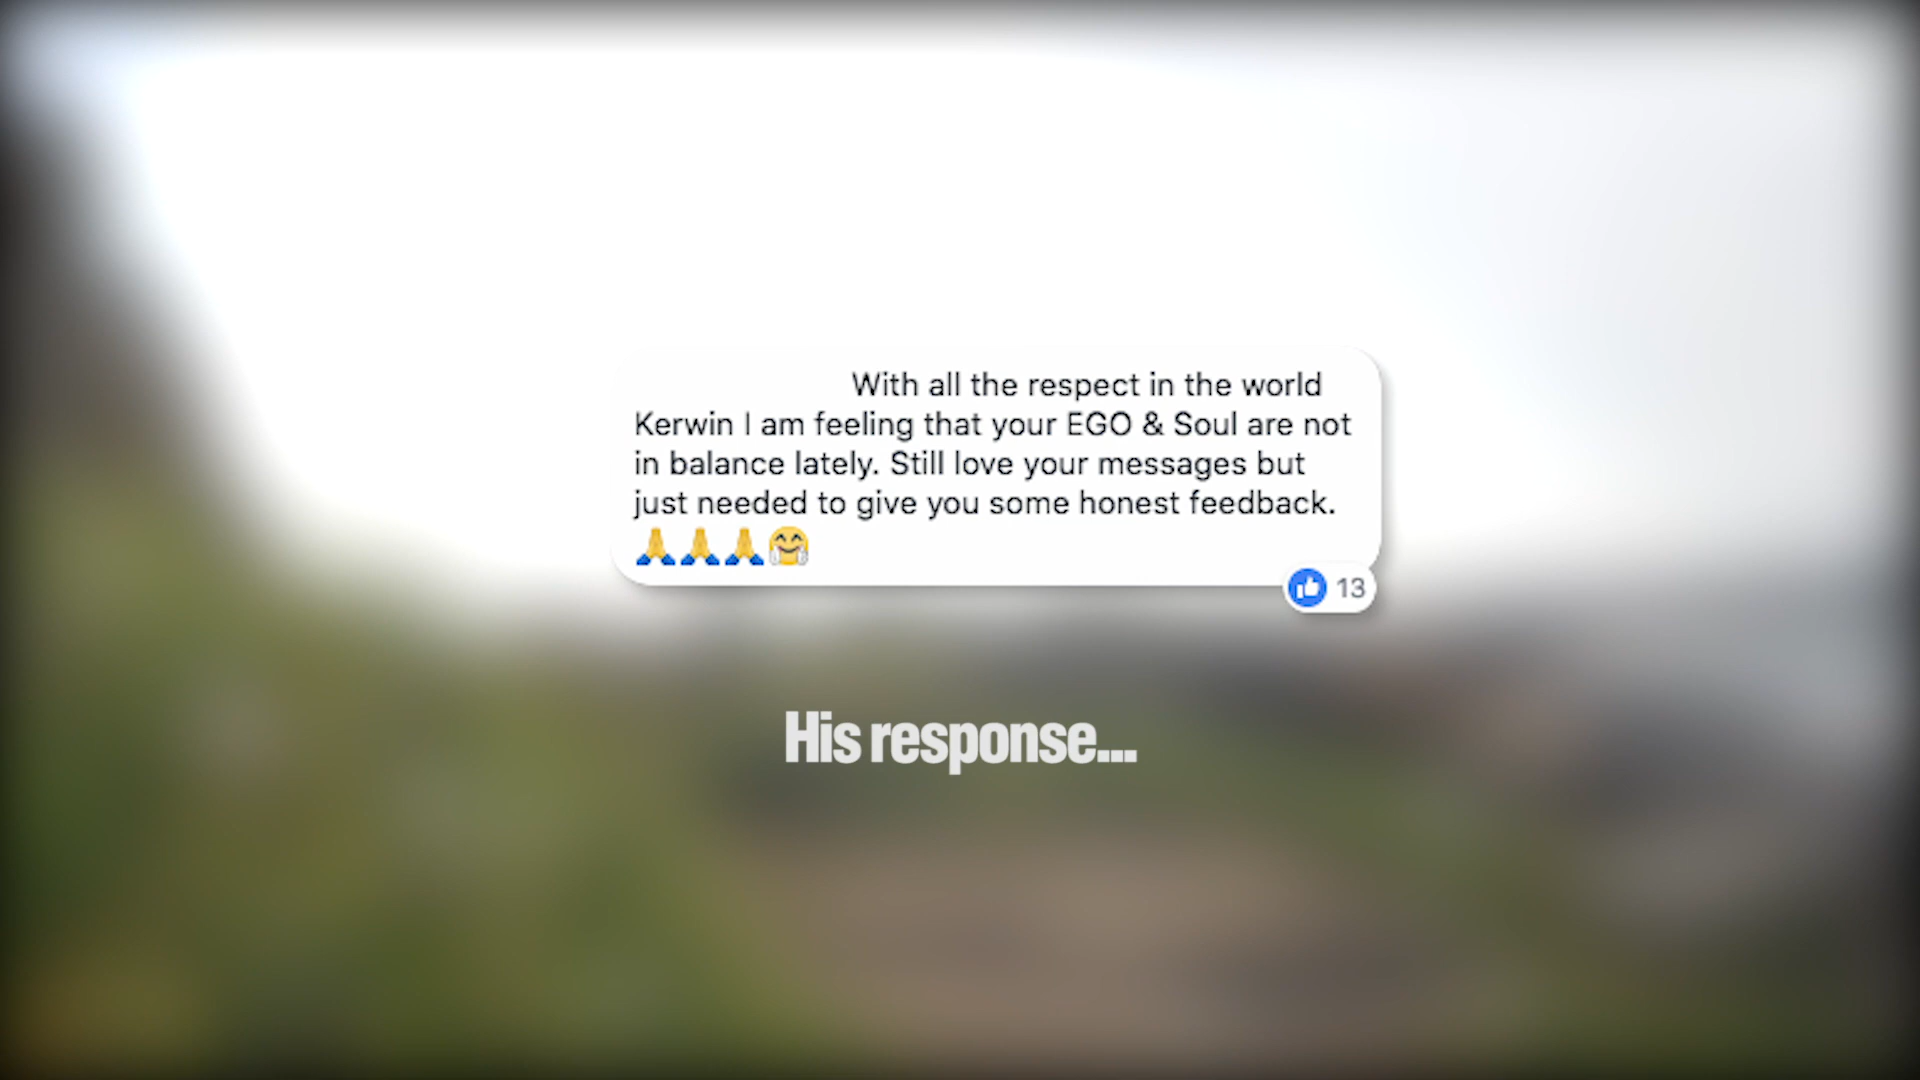 With all the respect in the world
Kerwin I am feeling that your EGO & Soul are not
in balance lately. Still love your messages but
just needed to give you some honest feedback.
🙏🙏🙏🤗
13
His response...